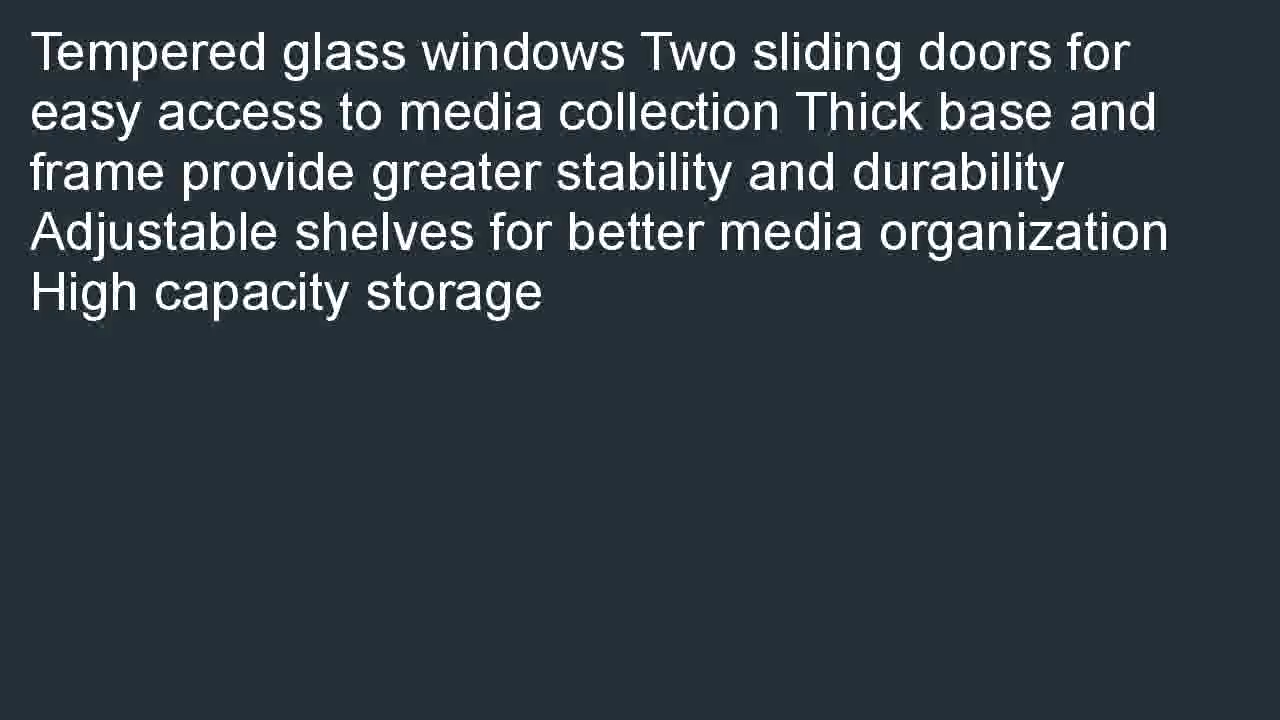 Tempered glass windows Two sliding doors for
easy access to media collection Thick base and
frame provide greater stability and durability
Adjustable shelves for better media organization
High capacity storage